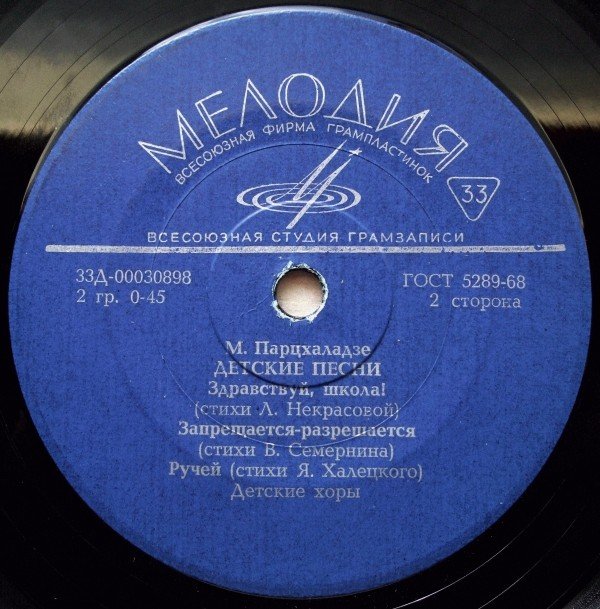 МЕЛОДИЯ
ВСЕСОЮЗНАЯ ФИРМА ГРАМПЛАСТИНОК
33
ВСЕСОЮЗНАЯ СТУДИЯ ГРАМЗАПИСИ
33Д-00030898
2 гр. 0-45
ГОСТ 5289-68
2 сторона
М. Парцхаладзе
ДЕТСКИЕ ПЕСНИ
Здравствуй, школа!
(стихи Л. Некрасовой)
Запрещается-разрешается
(стихи В. Семернина)
Ручей (стихи Я. Халецкого)
Детские хоры